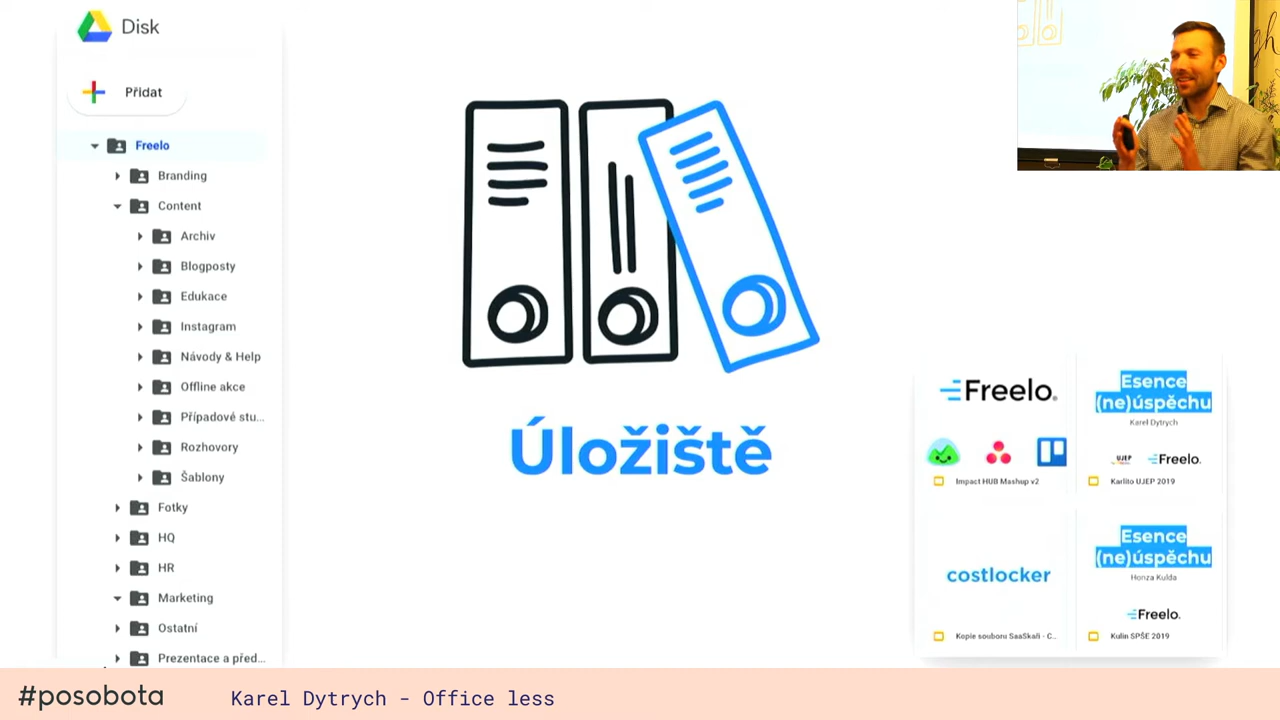 Disk
Přidat
Freelo
Branding
Content
Archiv
Blogposty
Edukace
Instagram
Návody & Help
Offline akce
Případové stu...
Rozhovory
Šablony
Fotky
HQ
HR
Marketing
Ostatní
Prezentace a před...
Úložiště
Freelo.
Impact HUB Mashup v2
Esence
(ne)úspěchu
Karel Dytrych
UJEP
Freelo.
Karlito UJEP 2019
costlocker
Kopie souboru SaaSkaři - C..
Esence
(ne)úspěchu
Honza Kulda
Freelo.
Kulin SPŠE 2019
#posobota
Karel Dytrych - Office less